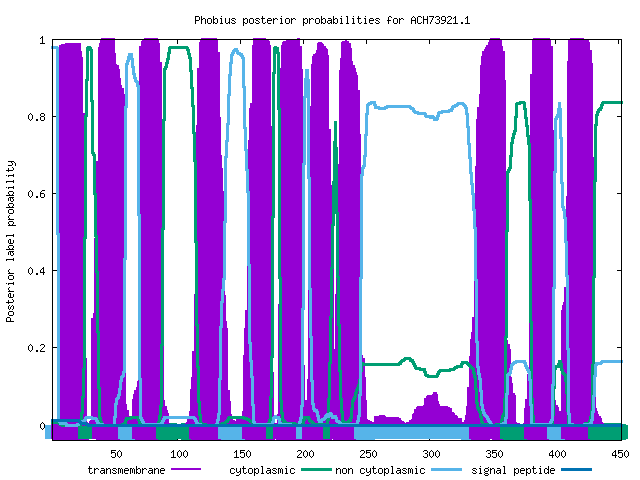 Phobius posterior probabilities for ACH73921.1
Posterior label probability
1
0.8
0.6
0.4
0.2
0
50 100 150 200 250 300 350 400 450
transmembrane cytoplasmic non cytoplasmic signal peptide